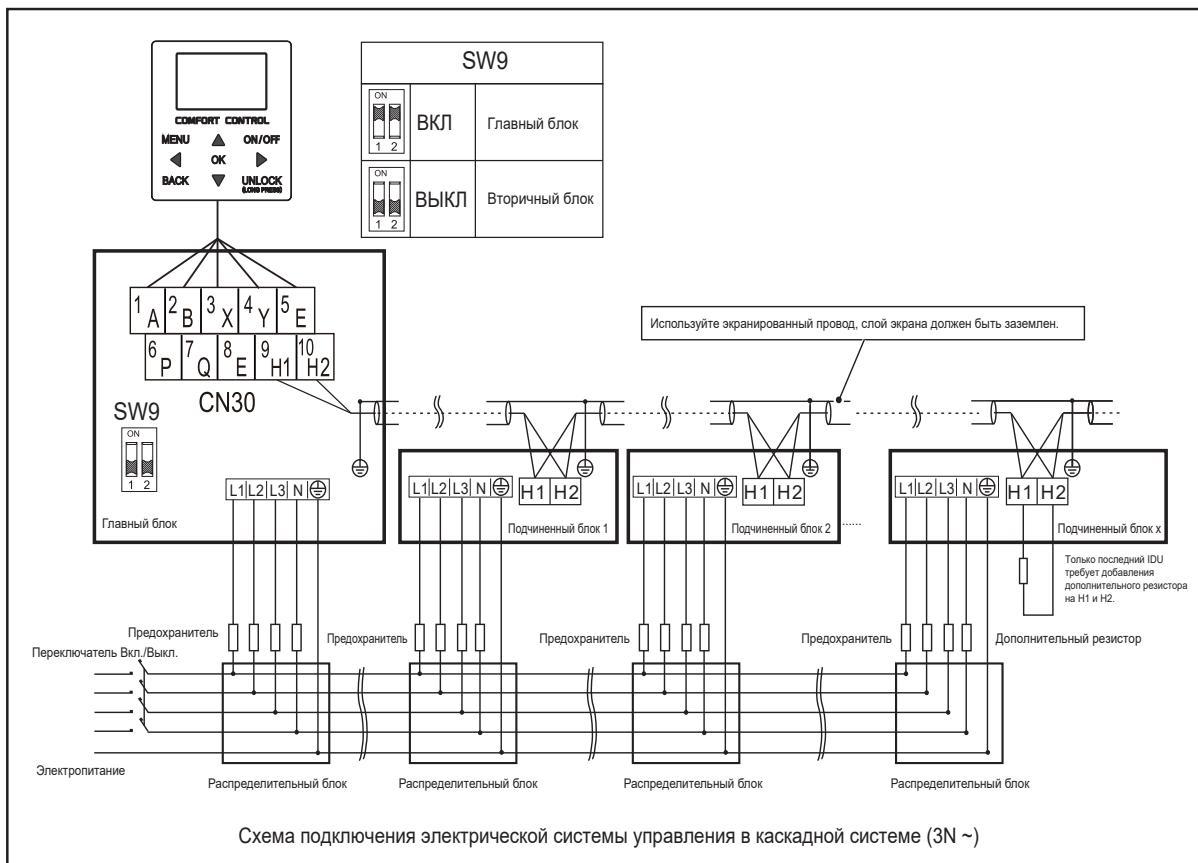 COMFORT CONTROL
MENU ON/OFF
OK
BACK UNLOCK
(LONG PRESS)
SW9
ON
1 2
ВКЛ
Главный блок
ON
1 2
ВЫКЛ
Вторичный блок
1 A 2 B 3 X 4 Y 5 E
6 P 7 Q 8 E 9 H1 10 H2
CN30
SW9
ON
1 2
Главный блок
L1 L2 L3 N
Используйте экранированный провод, слой экрана должен быть заземлен.
L1 L2 L3 N
H1 H2
Подчиненный блок 1
L1 L2 L3 N
H1 H2
Подчиненный блок 2
......
L1 L2 L3 N
H1 H2
Подчиненный блок x
Только последний IDU
требует добавления
дополнительного резистора
на H1 и H2.
Предохранитель
Предохранитель
Предохранитель
Предохранитель
Дополнительный резистор
Переключатель Вкл./Выкл.
Электропитание
Распределительный блок
Распределительный блок
Распределительный блок
Распределительный блок
Схема подключения электрической системы управления в каскадной системе (3N ~)